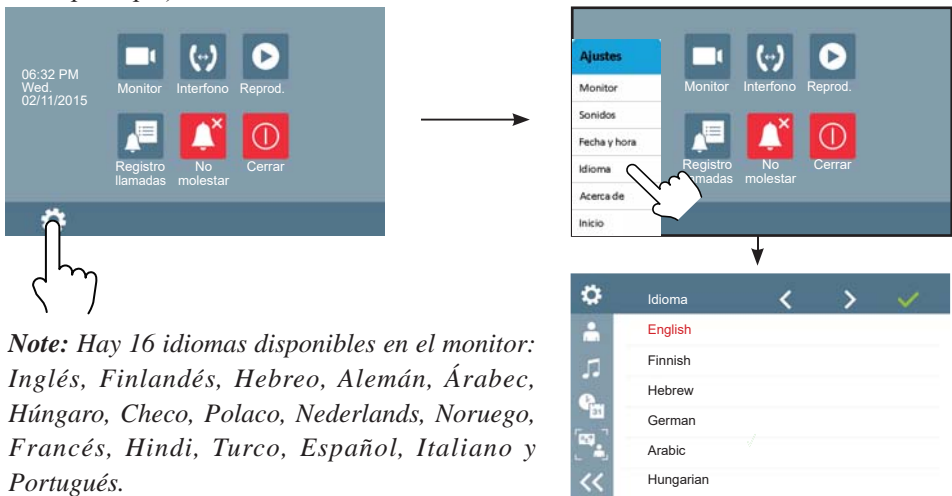 06:32 PM
Wed.
02/11/2015
Monitor Interfono Reprod.
Registro llamadas
No molestar
Cerrar
Ajustes
Monitor
Sonidos
Fecha y hora
Idioma
Acerca de
Inicio
Monitor Interfono Reprod.
Registro
No molestar
Cerrar
Idioma
English
Finnish
Hebrew
German
Arabic
Hungarian
31
Note: Hay 16 idiomas disponibles en el monitor:
Inglés, Finlandés, Hebreo, Alemán, Árabec,
Húngaro, Checo, Polaco, Nederlands, Noruego,
Francés, Hindi, Turco, Español, Italiano y
Portugués.